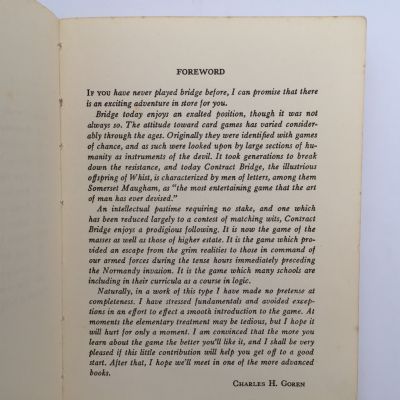 FOREWORD
IF YOU have never played bridge before, I can promise that there
is an exciting adventure in store for you.
Bridge today enjoys an exalted position, though it was not
always so. The attitude toward card games has varied consider-
ably through the ages. Originally they were identified with games
of chance, and as such were looked upon by large sections of hu-
manity as instruments of the devil. It took generations to break
down the resistance, and today Contract Bridge, the illustrious
offspring of Whist, is characterized by men of letters, among them
Somerset Maugham, as "the most entertaining game that the art
of man has ever devised."
An intellectual pastime requiring no stake, and one which
has been reduced largely to a contest of matching wits, Contract
Bridge enjoys a prodigious following. It is now the game of the
masses as well as those of higher estate. It is the game which pro-
vided an escape from the grim realities to those in command of
our armed forces during the tense hours immediately preceding
the Normandy invasion. It is the game which many schools are
including in their curricula as a course in logic.
Naturally, in a work of this type I have made no pretense at
completeness. I have stressed fundamentals and avoided excep-
tions in an effort to effect a smooth introduction to the game. At
moments the elementary treatment may be tedious, but I hope it
will hurt for only a moment. I am convinced that the more you
learn about the game the better you'll like it, and I shall be very
pleased if this little contribution will help you get off to a good
start. After that, I hope we'll meet in one of the more advanced
books.
CHARLES H. GOREN